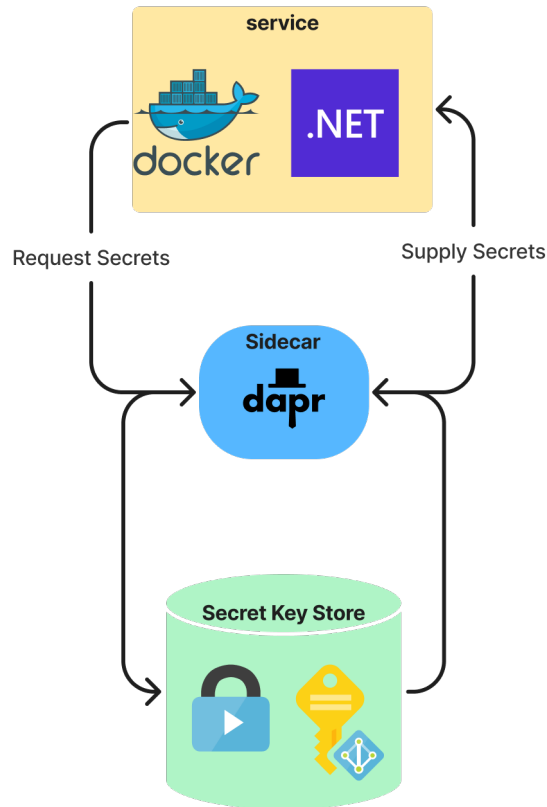 service
docker
.NET
Request Secrets
Supply Secrets
Sidecar
dapr
Secret Key Store